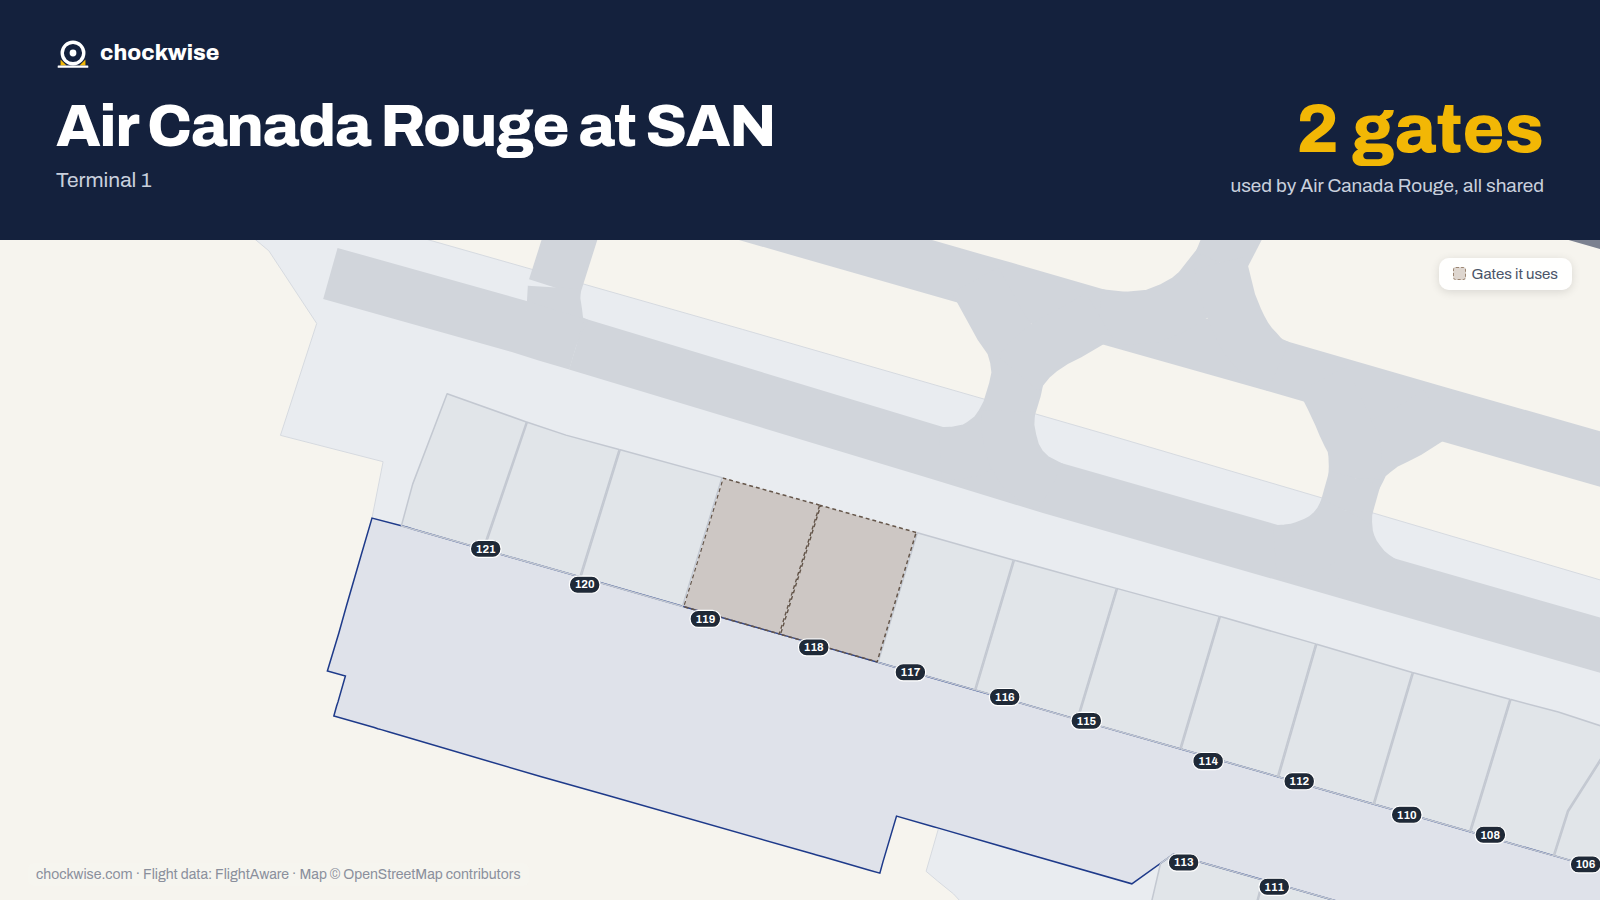 chockwise
Air Canada Rouge at SAN
Terminal 1
2 gates
used by Air Canada Rouge, all shared
Gates it uses
121
120
119
118
117
116
115
114
112
110
108
106
113
111
chockwise.com · Flight data: FlightAware · Map © OpenStreetMap contributors